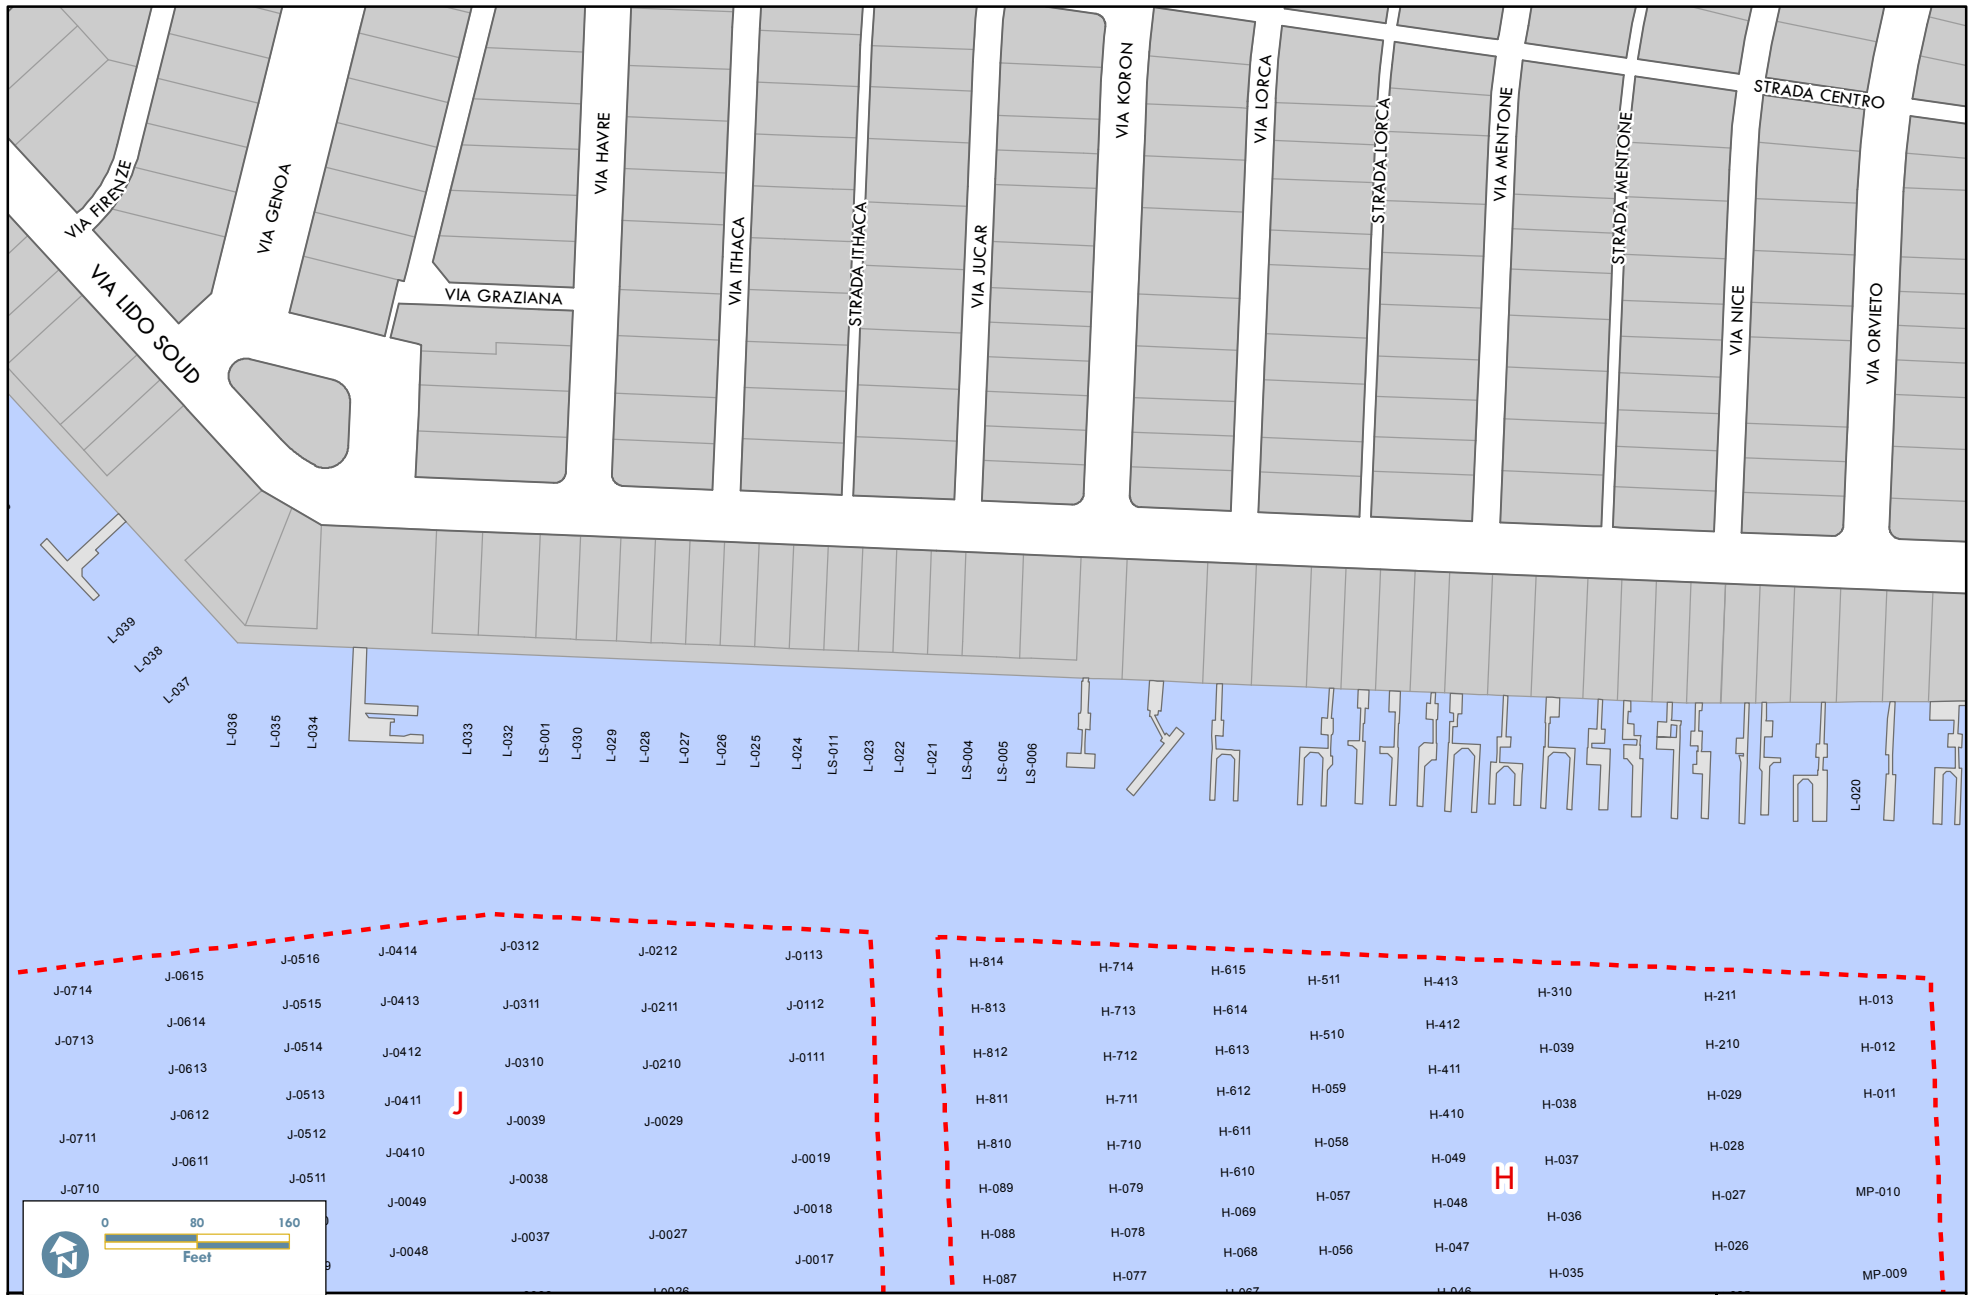 VIA KORON
VIA LORCA
STRADA CENTRO
VIA MENTONE
STRADA LORCA
STRADA MENTONE
VIA HAVRE
VIA FIRENZE
VIA GENOA
VIA ITHACA
STRADA ITHACA
VIA JUCAR
VIA GRAZIANA
VIA LIDO SOUD
VIA NICE
VIA ORVIETO
L-039
L-038
L-037
L-036
L-035
L-034
L-033
L-032
LS-001
L-030
L-029
L-028
L-027
L-026
L-025
L-024
LS-011
L-023
L-022
L-021
LS-004
LS-005
LS-006
L-020
J-0714
J-0713
J-0711
J-0710
J-0615
J-0614
J-0613
J-0612
J-0611
J-0516
J-0515
J-0514
J-0513
J-0512
J-0511
J-0414
J-0413
J-0412
J-0411
J-0410
J-0049
J-0048
J
J-0312
J-0311
J-0310
J-0039
J-0038
J-0037
J-0212
J-0211
J-0210
J-0029
J-0027
J-0026
J-0113
J-0112
J-0111
J-0019
J-0018
J-0017
H-814
H-813
H-812
H-811
H-810
H-089
H-088
H-087
H-714
H-713
H-712
H-711
H-710
H-079
H-078
H-077
H-615
H-614
H-613
H-612
H-611
H-610
H-069
H-068
H-067
H-511
H-510
H-059
H-058
H-057
H-056
H-413
H-412
H-411
H-410
H-049
H-048
H-047
H-046
H
H-310
H-039
H-038
H-037
H-036
H-035
H-211
H-210
H-029
H-028
H-027
H-026
H-013
H-012
H-011
MP-010
MP-009
0 80 160
Feet
N